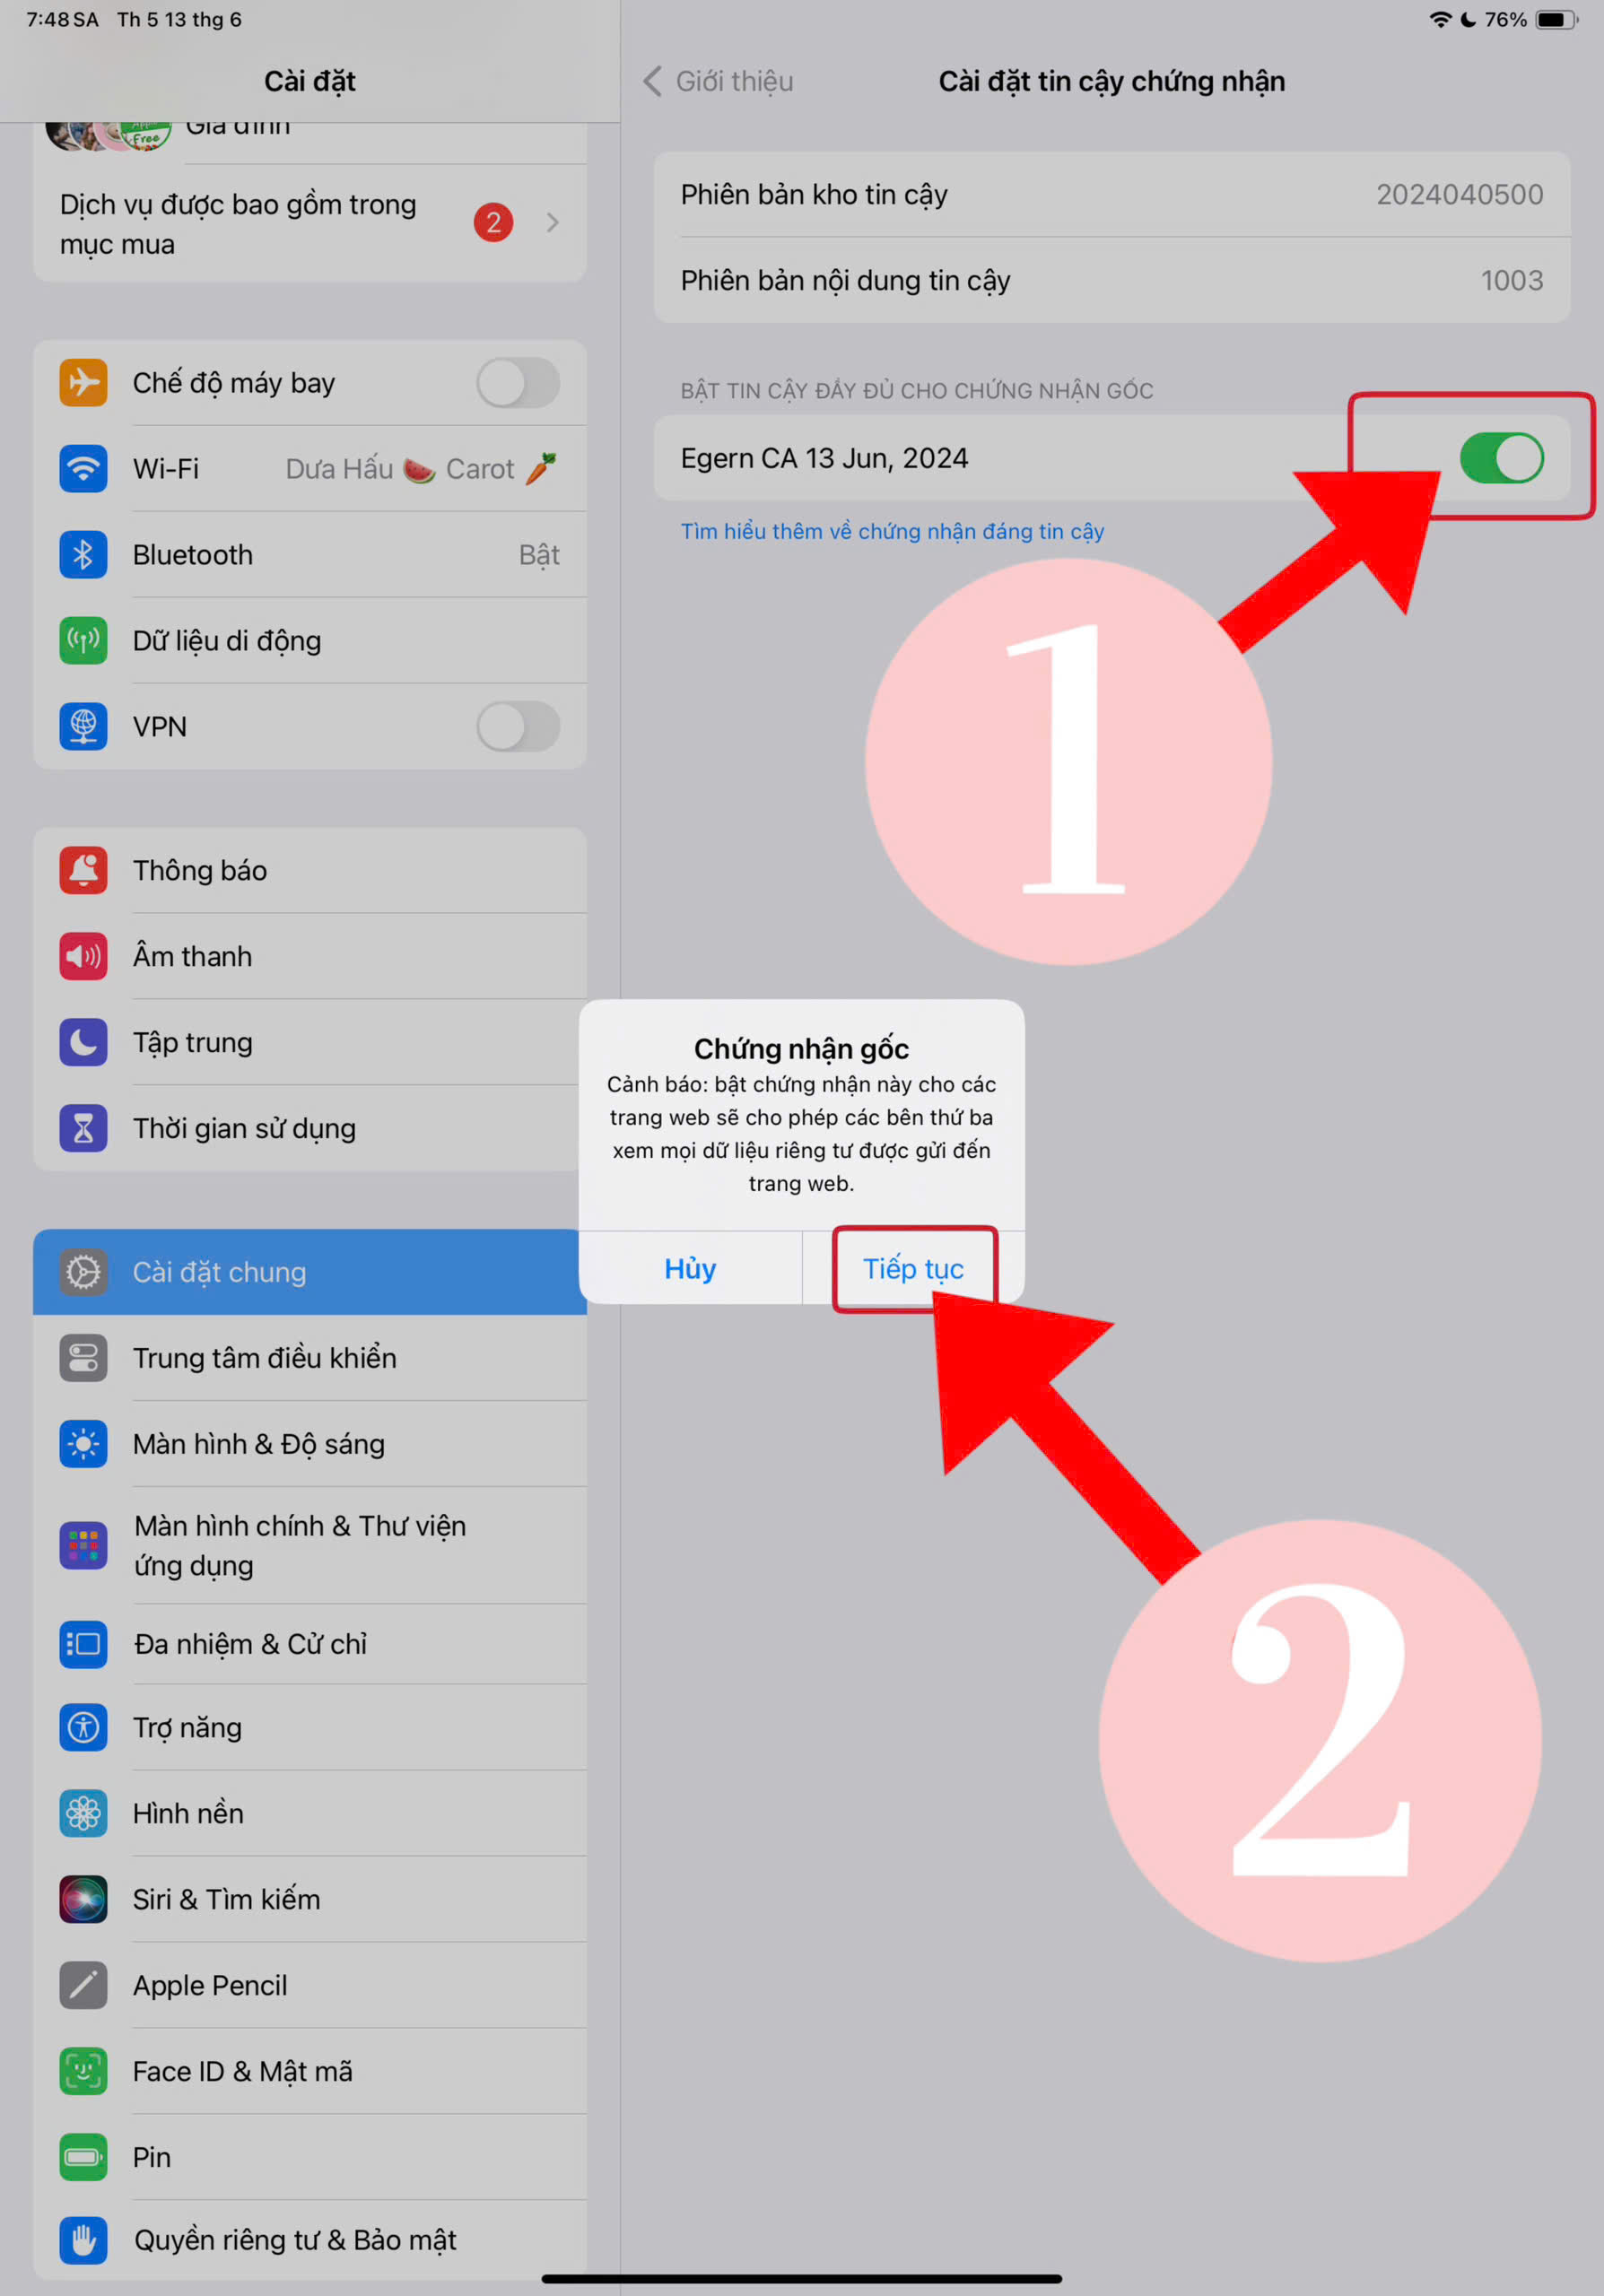 7:48 SA Th 5 13 thg 6
76%
Cài đặt
Free
Gia đình
Dịch vụ được bao gồm trong
mục mua
2
Chế độ máy bay
Wi-Fi Dưa Hấu 🍉 Carot 🥕
Bluetooth Bật
Dữ liệu di động
VPN
Thông báo
Âm thanh
Tập trung
Thời gian sử dụng
Cài đặt chung
Trung tâm điều khiển
Màn hình & Độ sáng
Màn hình chính & Thư viện
ứng dụng
Đa nhiệm & Cử chỉ
Trợ năng
Hình nền
Siri & Tìm kiếm
Apple Pencil
Face ID & Mật mã
Pin
Quyền riêng tư & Bảo mật
Giới thiệu
Cài đặt tin cậy chứng nhận
Phiên bản kho tin cậy 2024040500
Phiên bản nội dung tin cậy 1003
BẬT TIN CẬY ĐẦY ĐỦ CHO CHỨNG NHẬN GỐC
Egern CA 13 Jun, 2024
Tìm hiểu thêm về chứng nhận đáng tin cậy
1
Chứng nhận gốc
Cảnh báo: bật chứng nhận này cho các
trang web sẽ cho phép các bên thứ ba
xem mọi dữ liệu riêng tư được gửi đến
trang web.
Hủy
Tiếp tục
2